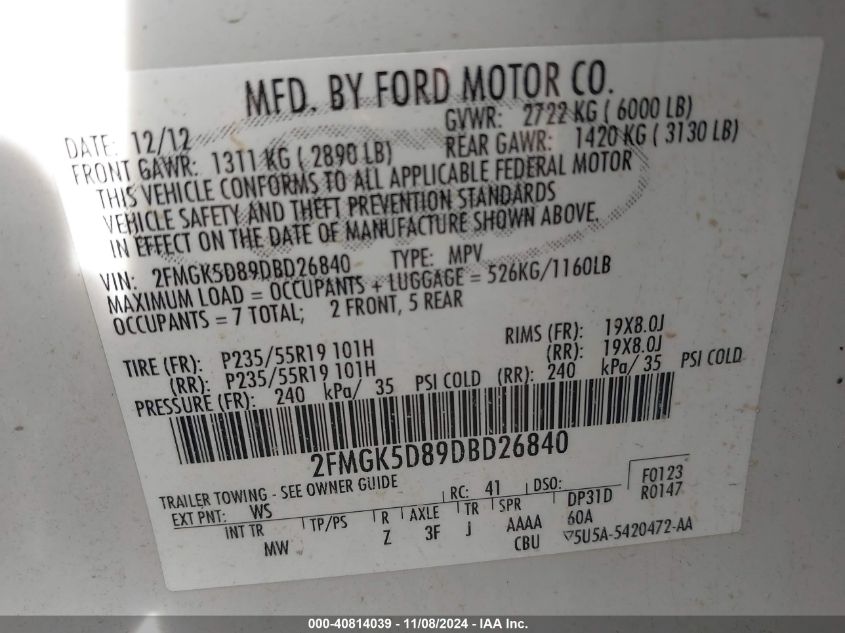 MFD. BY FORD MOTOR CO.
DATE: 12/12 GVWR: 2722 KG ( 6000 LB)
FRONT GAWR: 1311 KG ( 2890 LB) REAR GAWR: 1420 KG ( 3130 LB)
THIS VEHICLE CONFORMS TO ALL APPLICABLE FEDERAL MOTOR
VEHICLE SAFETY AND THEFT PREVENTION STANDARDS
IN EFFECT ON THE DATE OF MANUFACTURE SHOWN ABOVE.
VIN: 2FMGK5D89DBD26840 TYPE: MPV
MAXIMUM LOAD = OCCUPANTS + LUGGAGE = 526KG/1160LB
OCCUPANTS = 7 TOTAL; 2 FRONT, 5 REAR
TIRE (FR): P235/55R19 101H RIMS (FR): 19X8.0J
(RR): P235/55R19 101H (RR): 19X8.0J
PRESSURE (FR): 240 kPa/ 35 PSI COLD (RR): 240 kPa/ 35 PSI COLD
2FMGK5D89DBD26840
TRAILER TOWING - SEE OWNER GUIDE
F0123
EXT PNT: WS RC: 41 DSO: R0147
INT TR TP/PS R AXLE TR SPR DP31D
MW Z 3F J AAAA 60A
CBU 5U5A-5420472-AA
000-40814039 - 11/08/2024 - IAA Inc.